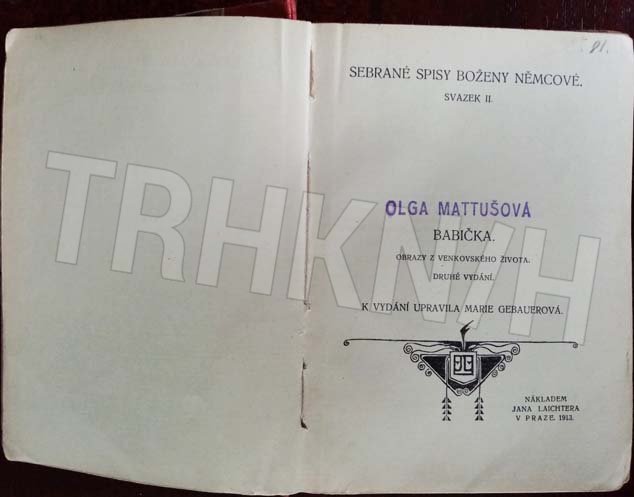 81.
SEBRANÉ SPISY BOŽENY NĚMCOVÉ.
SVAZEK II.
OLGA MATTUŠOVÁ
BABIČKA.
OBRAZY Z VENKOVSKÉHO ŽIVOTA.
DRUHÉ VYDÁNÍ.
K VYDÁNÍ UPRAVILA MARIE GEBAUEROVÁ.
NÁKLADEM
JANA LAICHTERA
V PRAZE 1913.
TRHKNIH